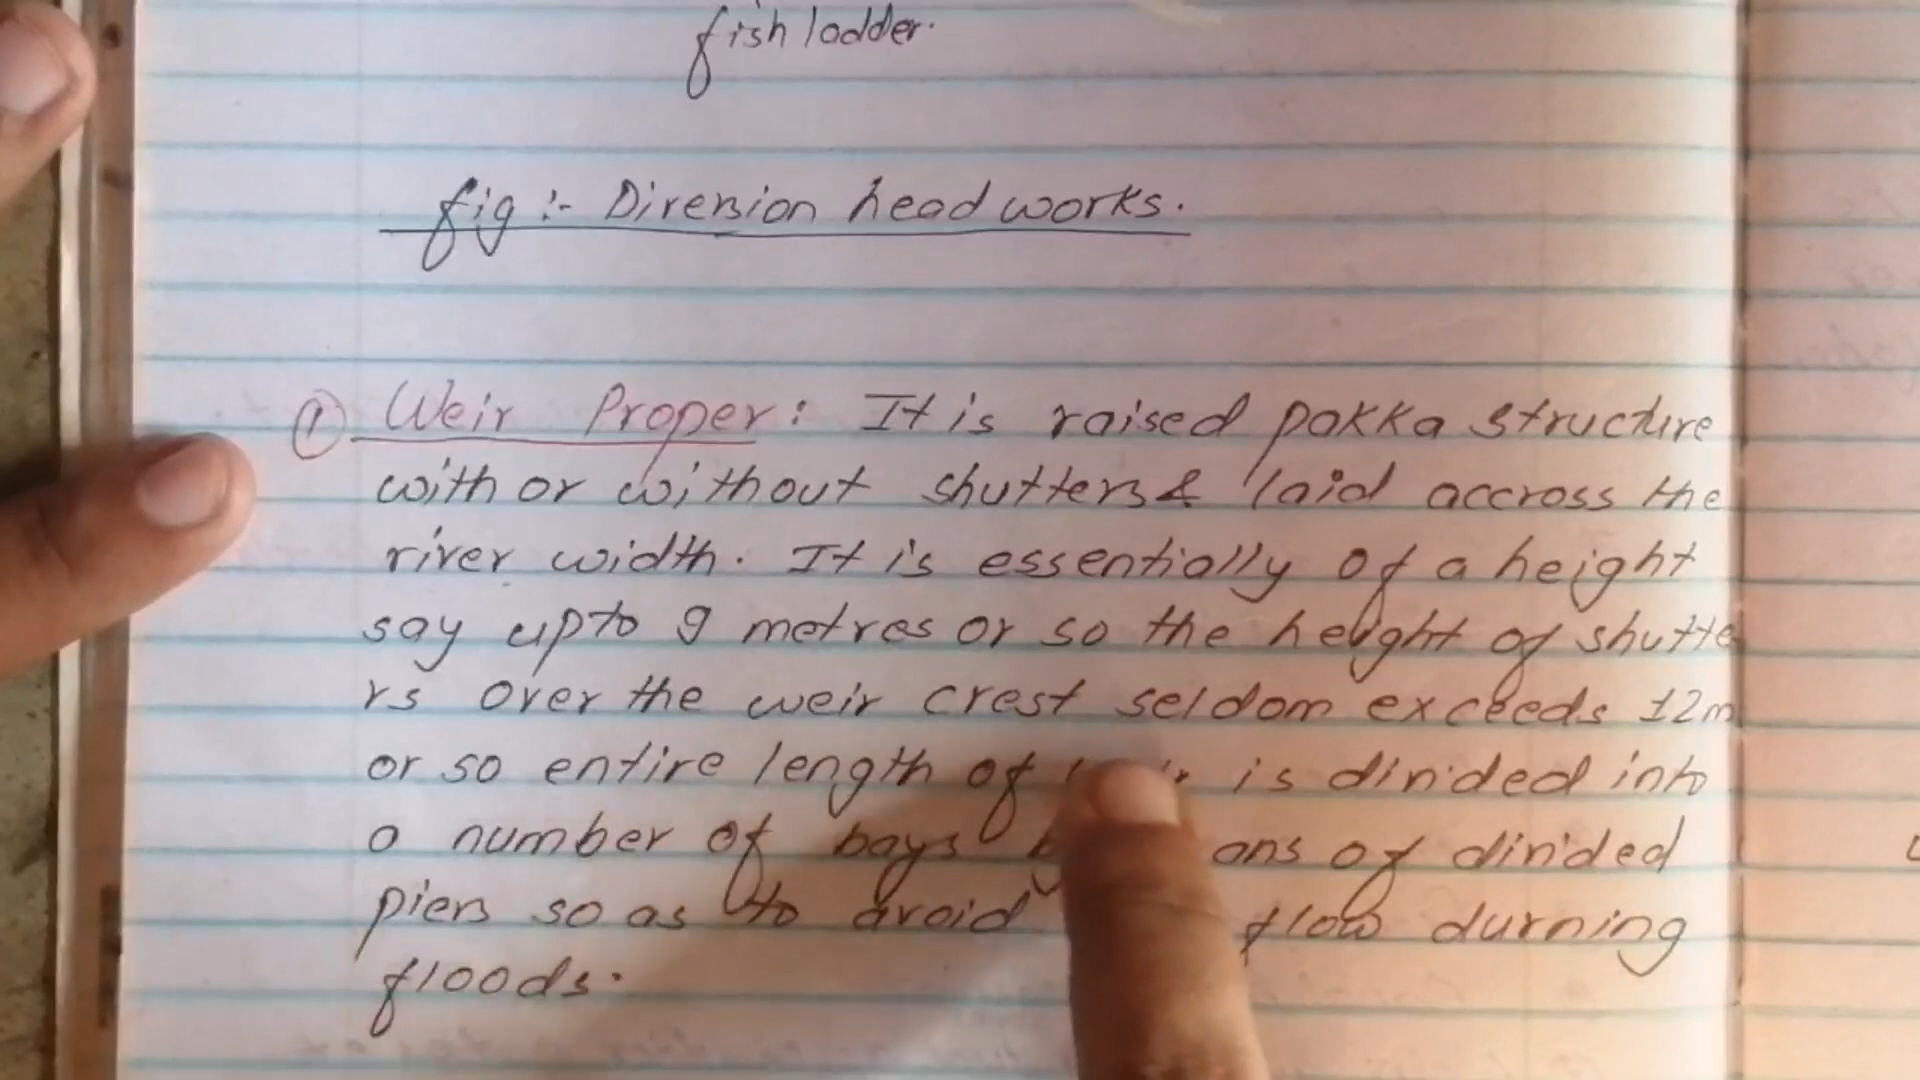 fish ladder.
fig :- Diversion head works.
① Weir Proper: It is raised pakka structure
with or without shutters & laid accross the
river width. It is essentially of a height
say upto 9 metres or so the height of shutte
rs over the weir crest seldom exceeds 12m
or so entire length of is divided into
a number of bays of divided
piers so as to avoid flow durning
floods.